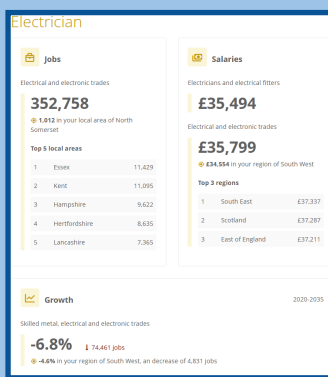 Electrician
Jobs
Electrical and electronic trades
352,758
1,012 in your local area of North
Somerset
Top 5 local areas
1 Essex 11,429
2 Kent 11,095
3 Hampshire 9,622
4 Hertfordshire 8,635
5 Lancashire 7,365
Salaries
Electricians and electrical fitters
£35,494
Electrical and electronic trades
£35,799
£34,554 in your region of South West
Top 3 regions
1 South East £37,337
2 Scotland £37,287
3 East of England £37,211
Growth 2020-2035
Skilled metal, electrical and electronic trades
-6.8% 74,461 jobs
-4.6% in your region of South West, an decrease of 4,831 jobs